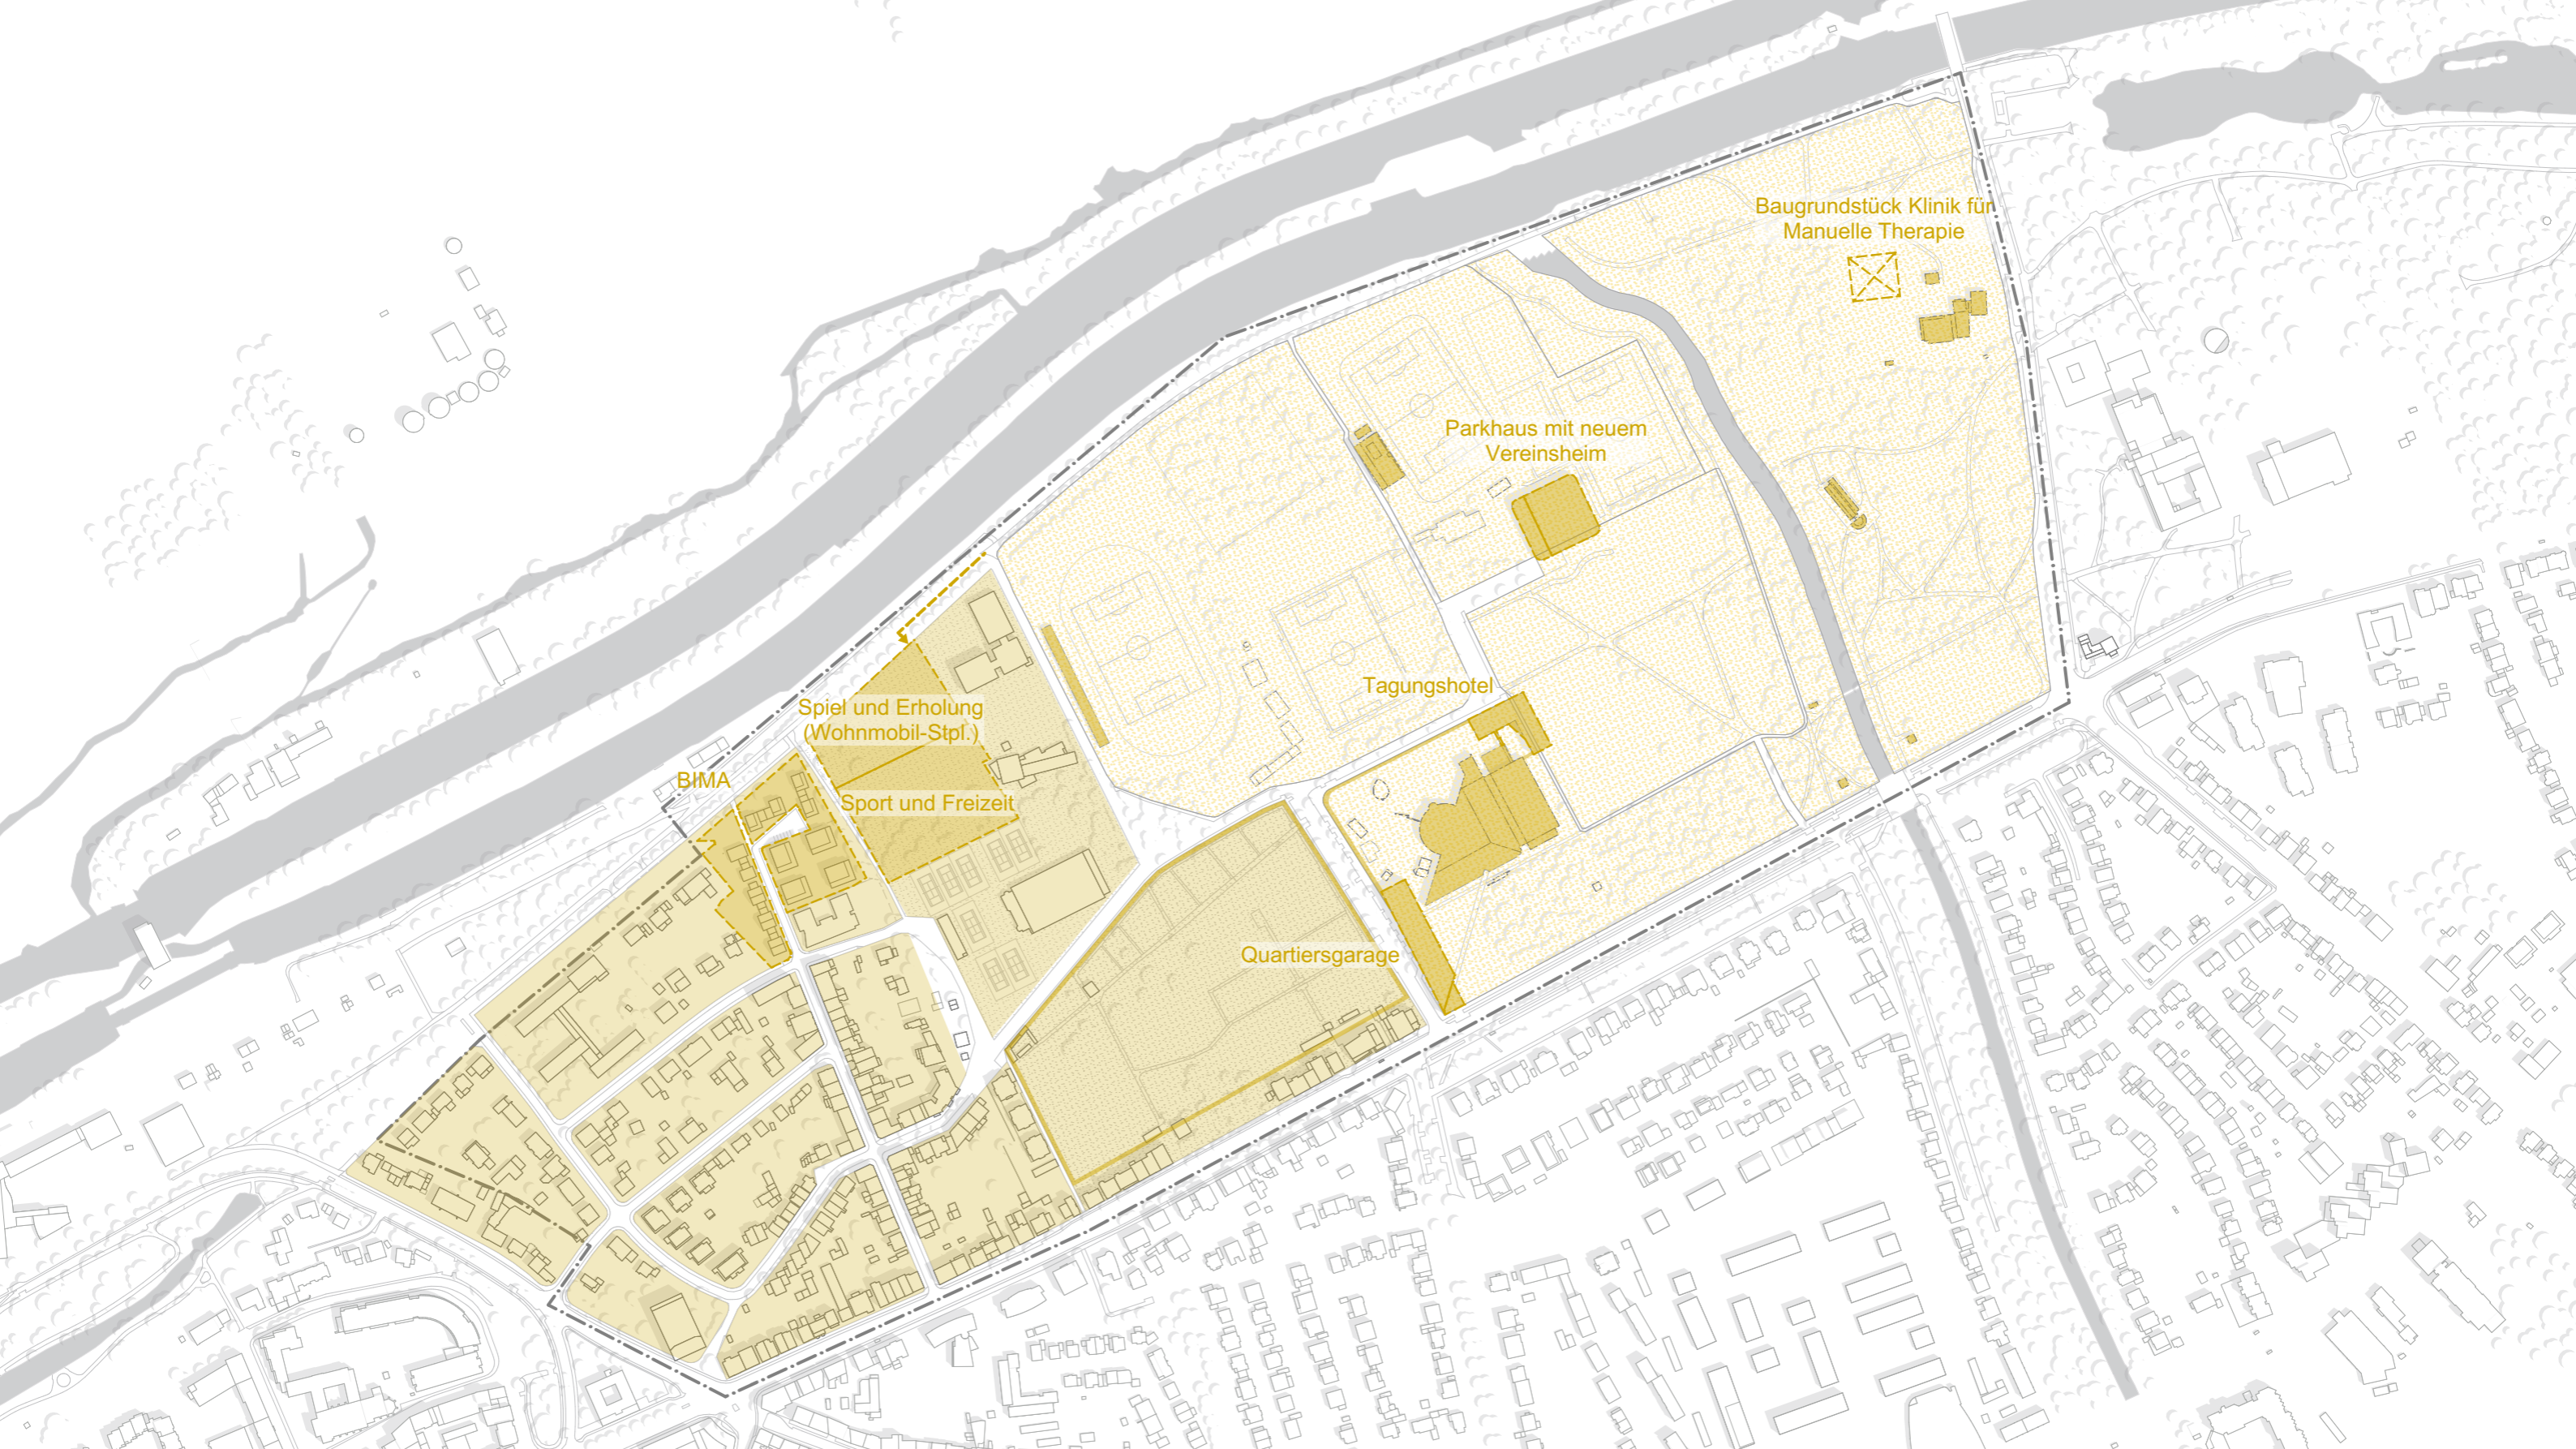 Baugrundstück Klinik für
Manuelle Therapie
Parkhaus mit neuem
Vereinsheim
Tagungshotel
Spiel und Erholung
(Wohnmobil-Stpl.)
BIMA
Sport und Freizeit
Quartiersgarage